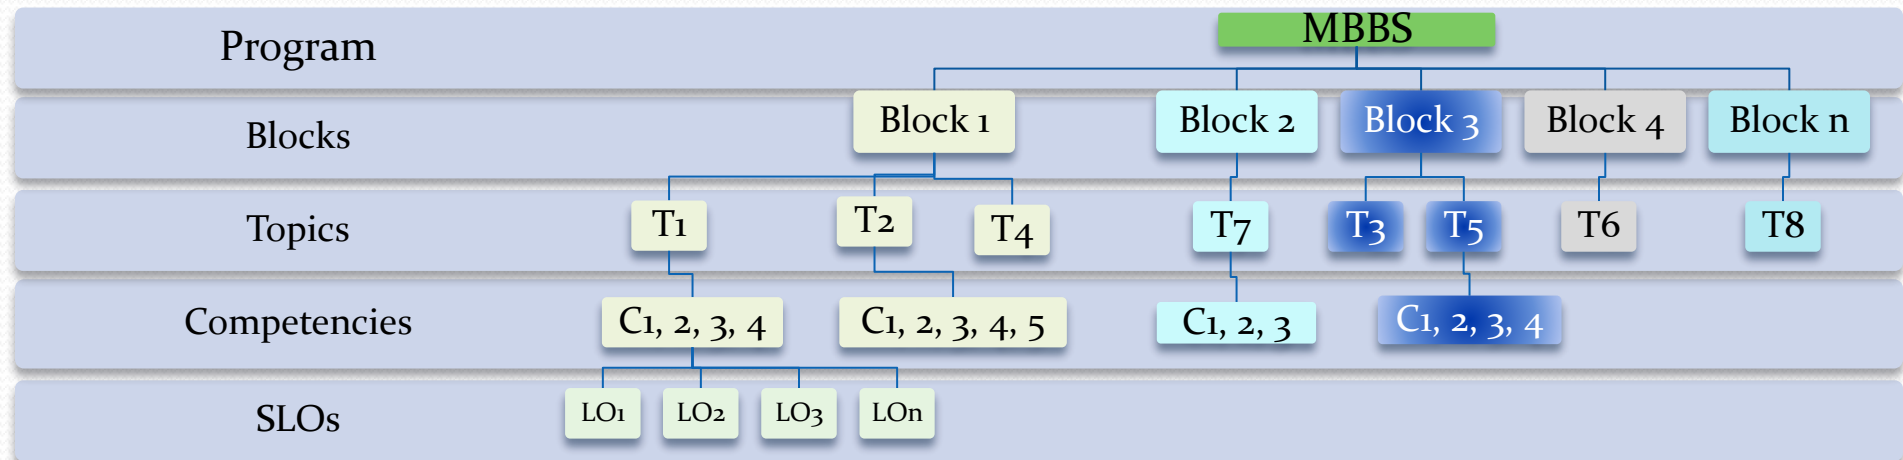 Program
MBBS
Blocks
Block 1
Block 2
Block 3
Block 4
Block n
Topics
T1
T2
T4
T7
T3
T5
T6
T8
Competencies
C1, 2, 3, 4
C1, 2, 3, 4, 5
C1, 2, 3
C1, 2, 3, 4
SLOs
LO1
LO2
LO3
LOn